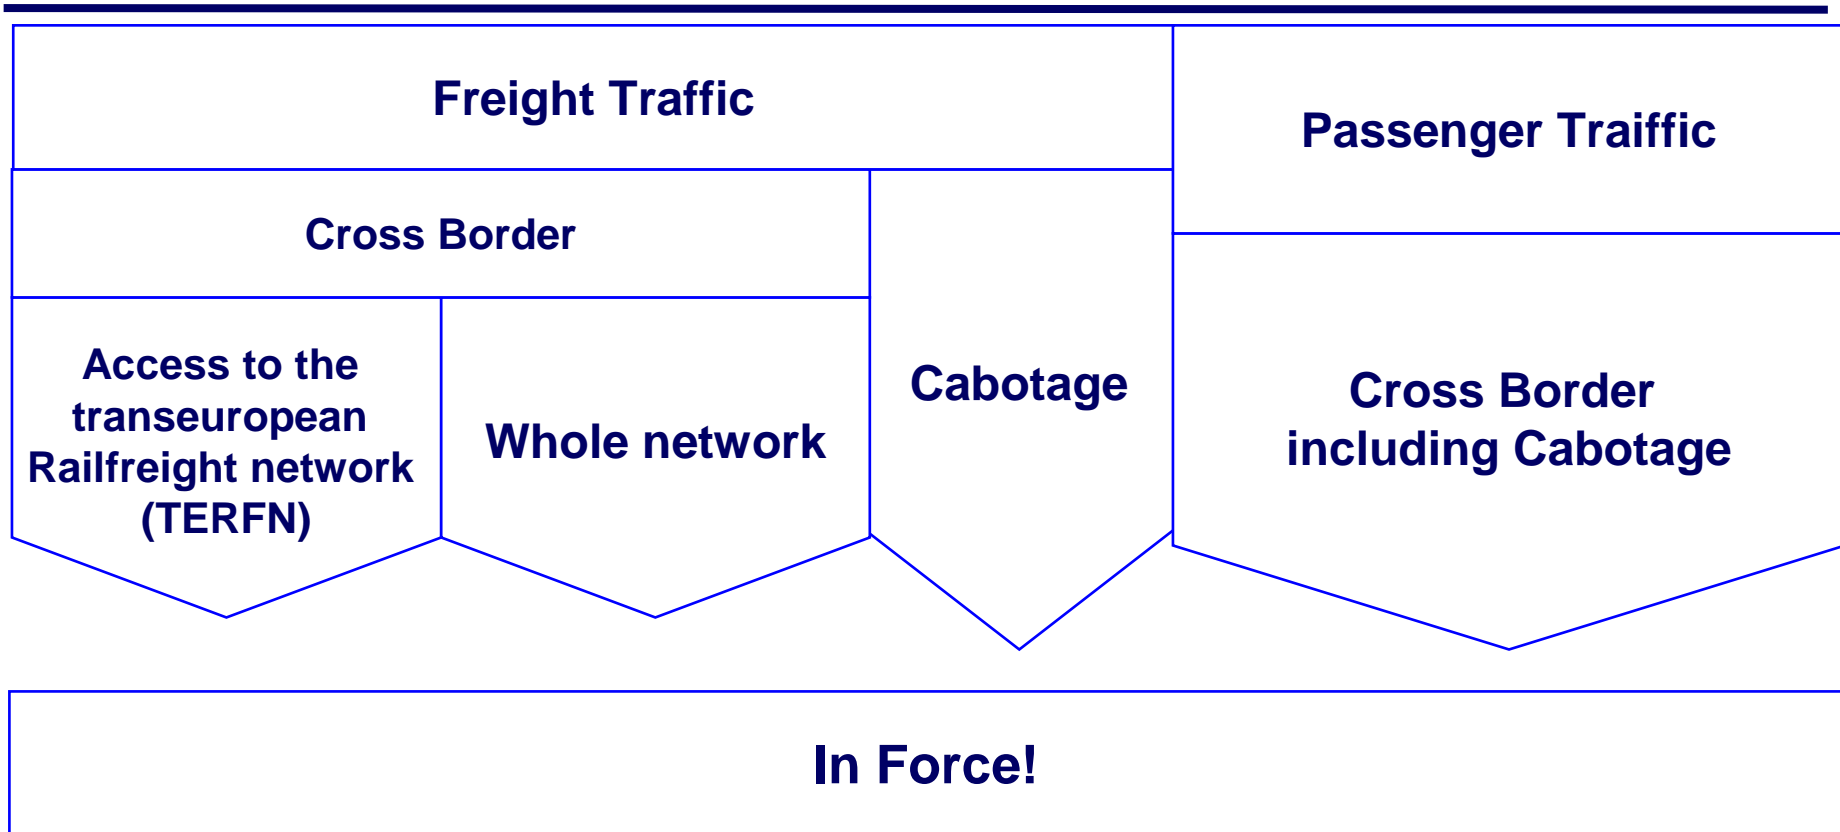 Freight Traffic
Passenger Traiffic
Cross Border
Access to the
transeuropean
Railfreight network
(TERFN)
Whole network
Cabotage
Cross Border
including Cabotage
In Force!